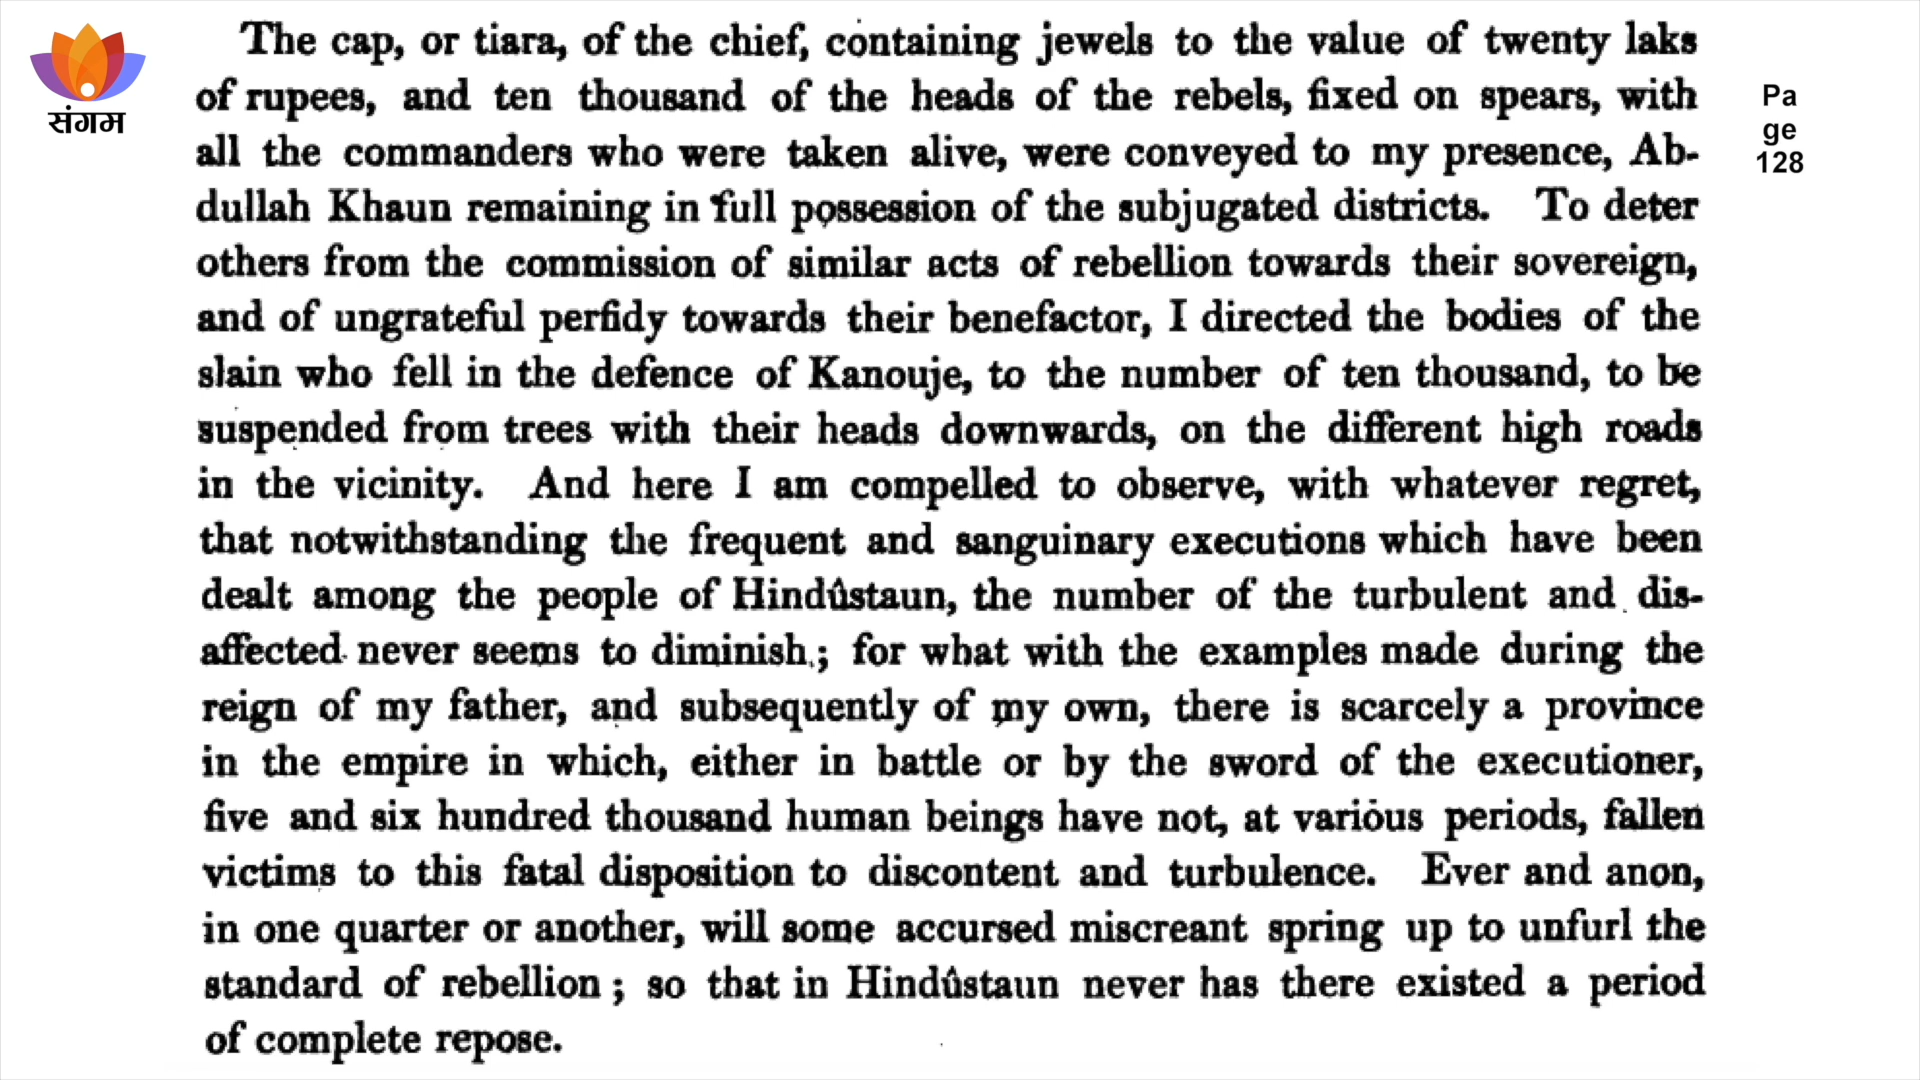 संगम
The cap, or tiara, of the chief, containing jewels to the value of twenty laks
of rupees, and ten thousand of the heads of the rebels, fixed on spears, with
all the commanders who were taken alive, were conveyed to my presence, Ab-
dullah Khaun remaining in full possession of the subjugated districts. To deter
others from the commission of similar acts of rebellion towards their sovereign,
and of ungrateful perfidy towards their benefactor, I directed the bodies of the
slain who fell in the defence of Kanouje, to the number of ten thousand, to be
suspended from trees with their heads downwards, on the different high roads
in the vicinity. And here I am compelled to observe, with whatever regret,
that notwithstanding the frequent and sanguinary executions which have been
dealt among the people of Hindûstaun, the number of the turbulent and dis-
affected never seems to diminish; for what with the examples made during the
reign of my father, and subsequently of my own, there is scarcely a province
in the empire in which, either in battle or by the sword of the executioner,
five and six hundred thousand human beings have not, at various periods, fallen
victims to this fatal disposition to discontent and turbulence. Ever and anon,
in one quarter or another, will some accursed miscreant spring up to unfurl the
standard of rebellion; so that in Hindûstaun never has there existed a period
of complete repose.
Pa
ge
128